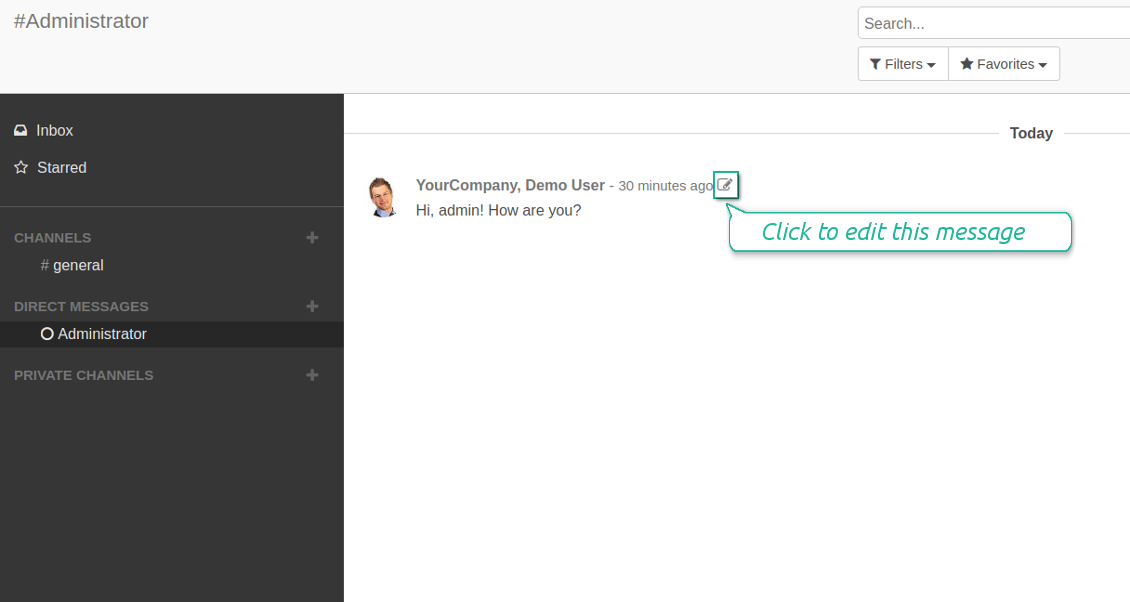 #Administrator
Search...
Filters
Favorites
Inbox
Starred
CHANNELS
# general
DIRECT MESSAGES
Administrator
PRIVATE CHANNELS
Today
YourCompany, Demo User - 30 minutes ago
Hi, admin! How are you?
Click to edit this message